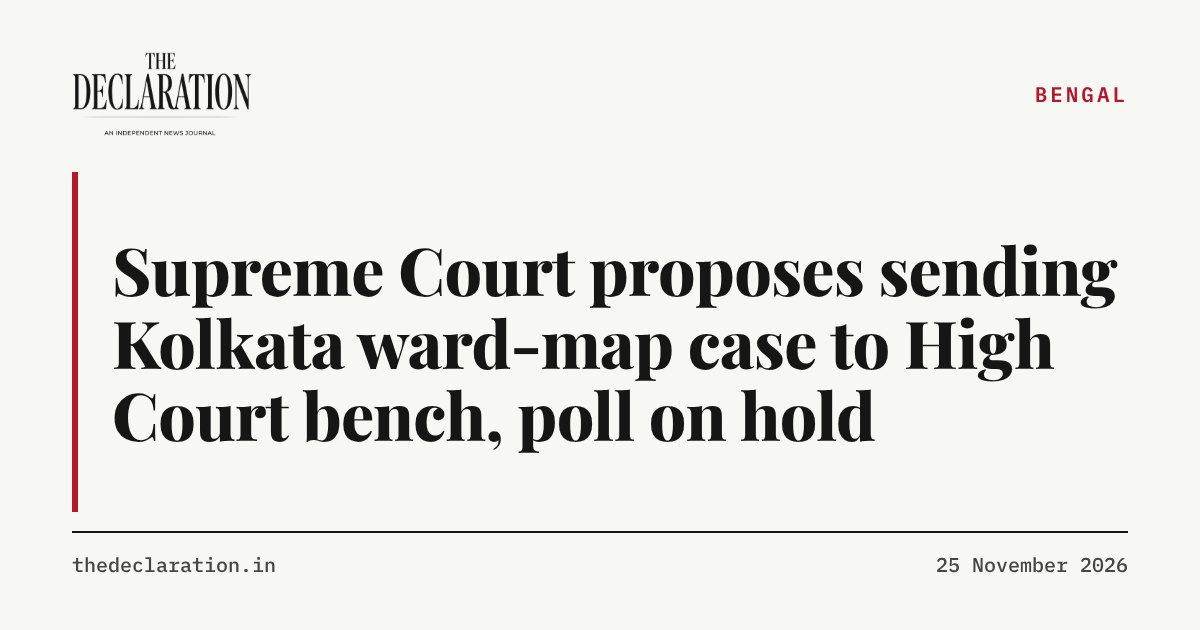 THE
DECLARATION
AN INDEPENDENT NEWS JOURNAL
BENGAL
Supreme Court proposes sending
Kolkata ward-map case to High
Court bench, poll on hold
thedeclaration.in
25 November 2026